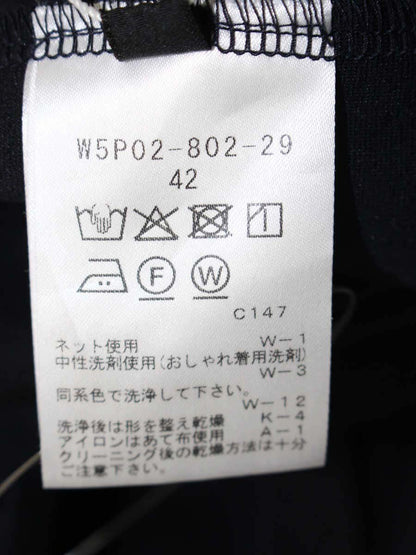 W5P02-802-29
42
F W
C147
ネット使用 W-1
中性洗剤使用(おしゃれ着用洗剤)
W-3
同系色で洗浄して下さい。
W-12
洗浄後は形を整え乾燥 K-4
アイロンはあて布使用 A-1
クリーニング後の乾燥方法は十分
ご注意下さい。